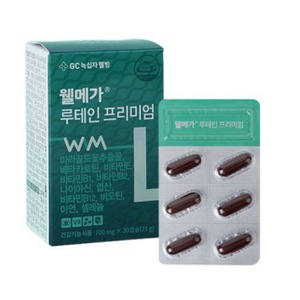 GC녹십자웰빙
웰메가®
루테인 프리미엄
WM
L
마리골드꽃추출물,
베타카로틴, 비타민E,
비타민B1, 비타민B2,
나이아신, 엽산,
비타민B12, 비오틴,
아연, 셀레늄
건강기능식품 700 mg × 30캡슐(21 g)
웰메가®
루테인 프리미엄